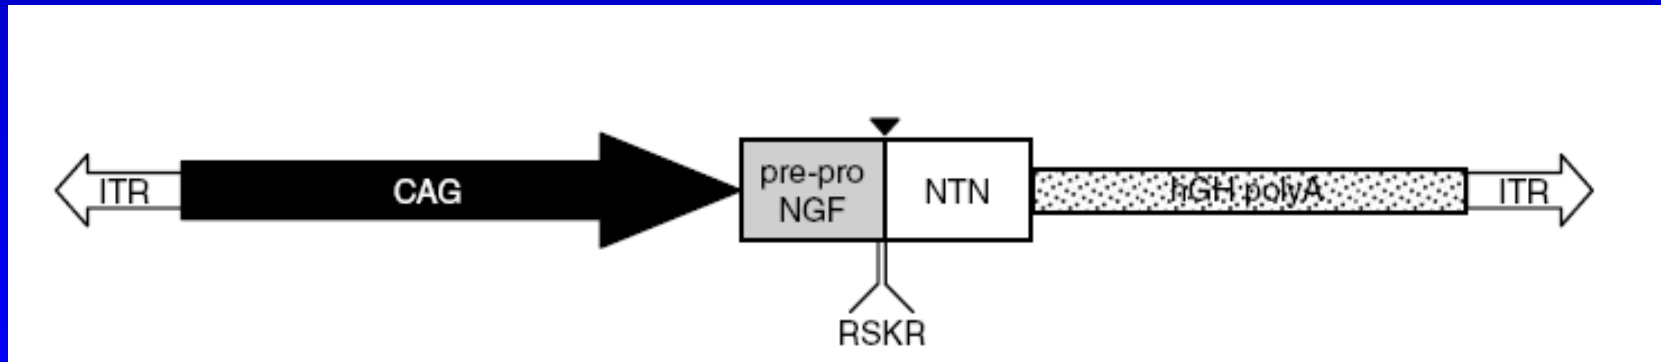 ITR
CAG
pre-pro
NGF
NTN
hGH polyA
ITR
RSKR